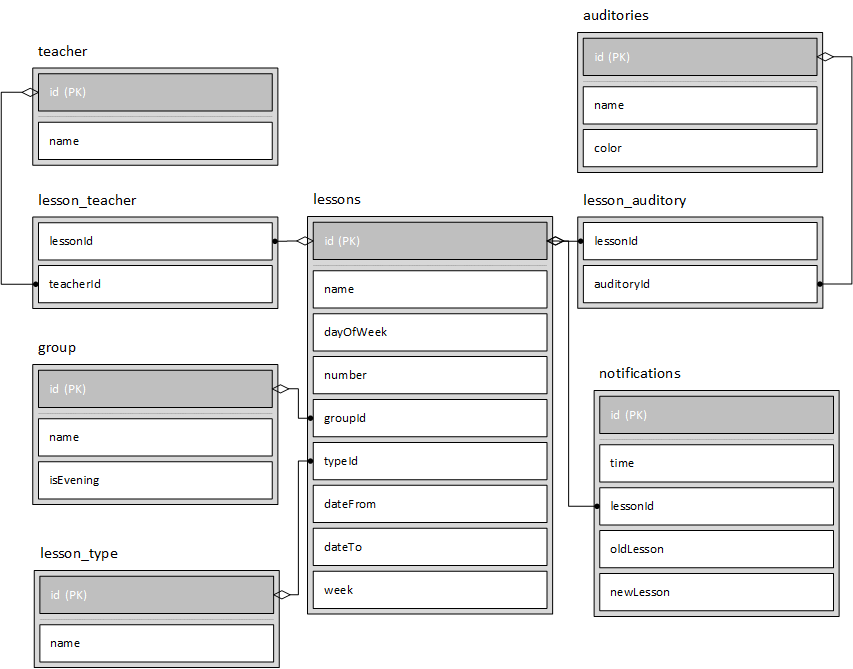 teacher
id (PK)
name
lesson_teacher
lessonId
teacherId
group
id (PK)
name
isEvening
lesson_type
id (PK)
name
lessons
id (PK)
name
dayOfWeek
number
groupId
typeId
dateFrom
dateTo
week
auditories
id (PK)
name
color
lesson_auditory
lessonId
auditoryId
notifications
id (PK)
time
lessonId
oldLesson
newLesson